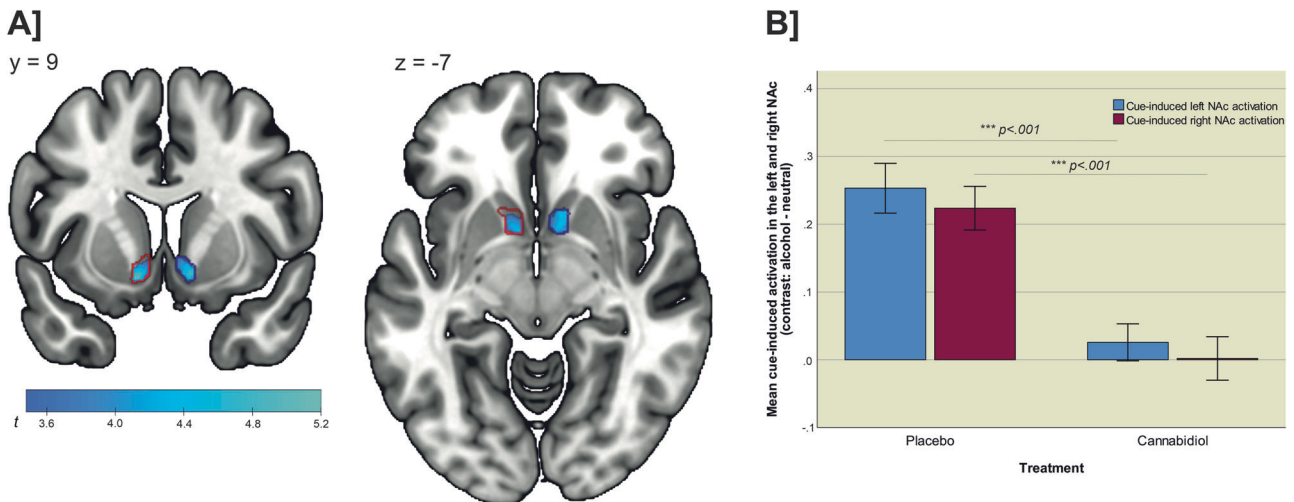 A]
y = 9
z = -7
t
3.6 4.0 4.4 4.8 5.2
B]
Mean cue-induced activation in the left and right NAc
(contrast: alcohol - neutral)
.4
.3
.2
.1
.0
-.1
Cue-induced left NAc activation
Cue-induced right NAc activation
*** p<.001
*** p<.001
Placebo Cannabidiol
Treatment